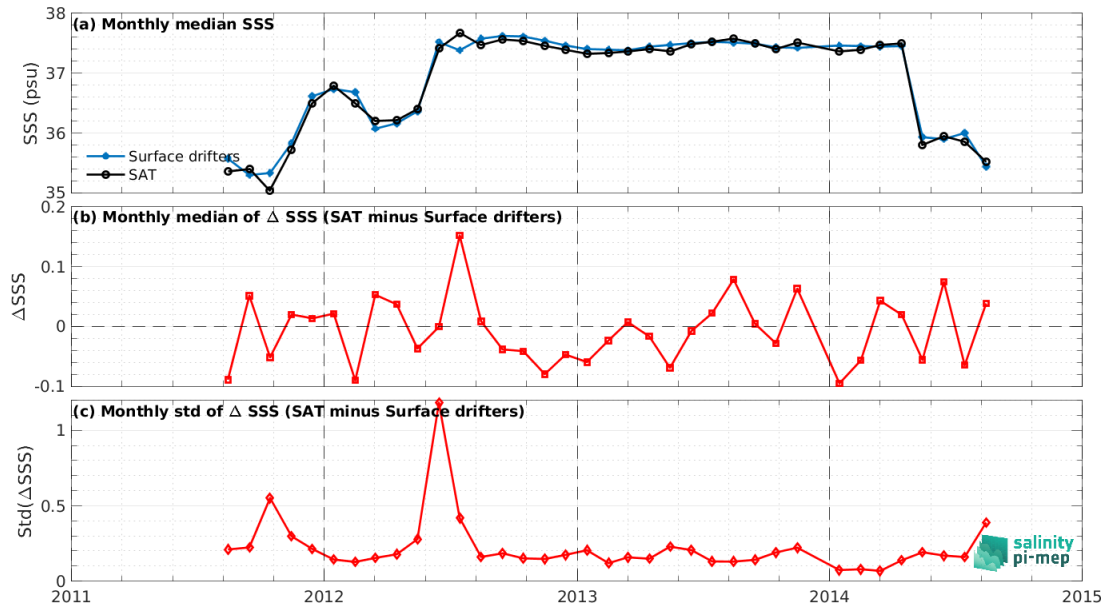 38
(a) Monthly median SSS
37
SSS (psu)
36
Surface drifters
SAT
35
0.2
(b) Monthly median of Δ SSS (SAT minus Surface drifters)
0.1
ΔSSS
0
-0.1
(c) Monthly std of Δ SSS (SAT minus Surface drifters)
1
Std(ΔSSS)
0.5
salinity
pi-mep
0
2011 2012 2013 2014 2015